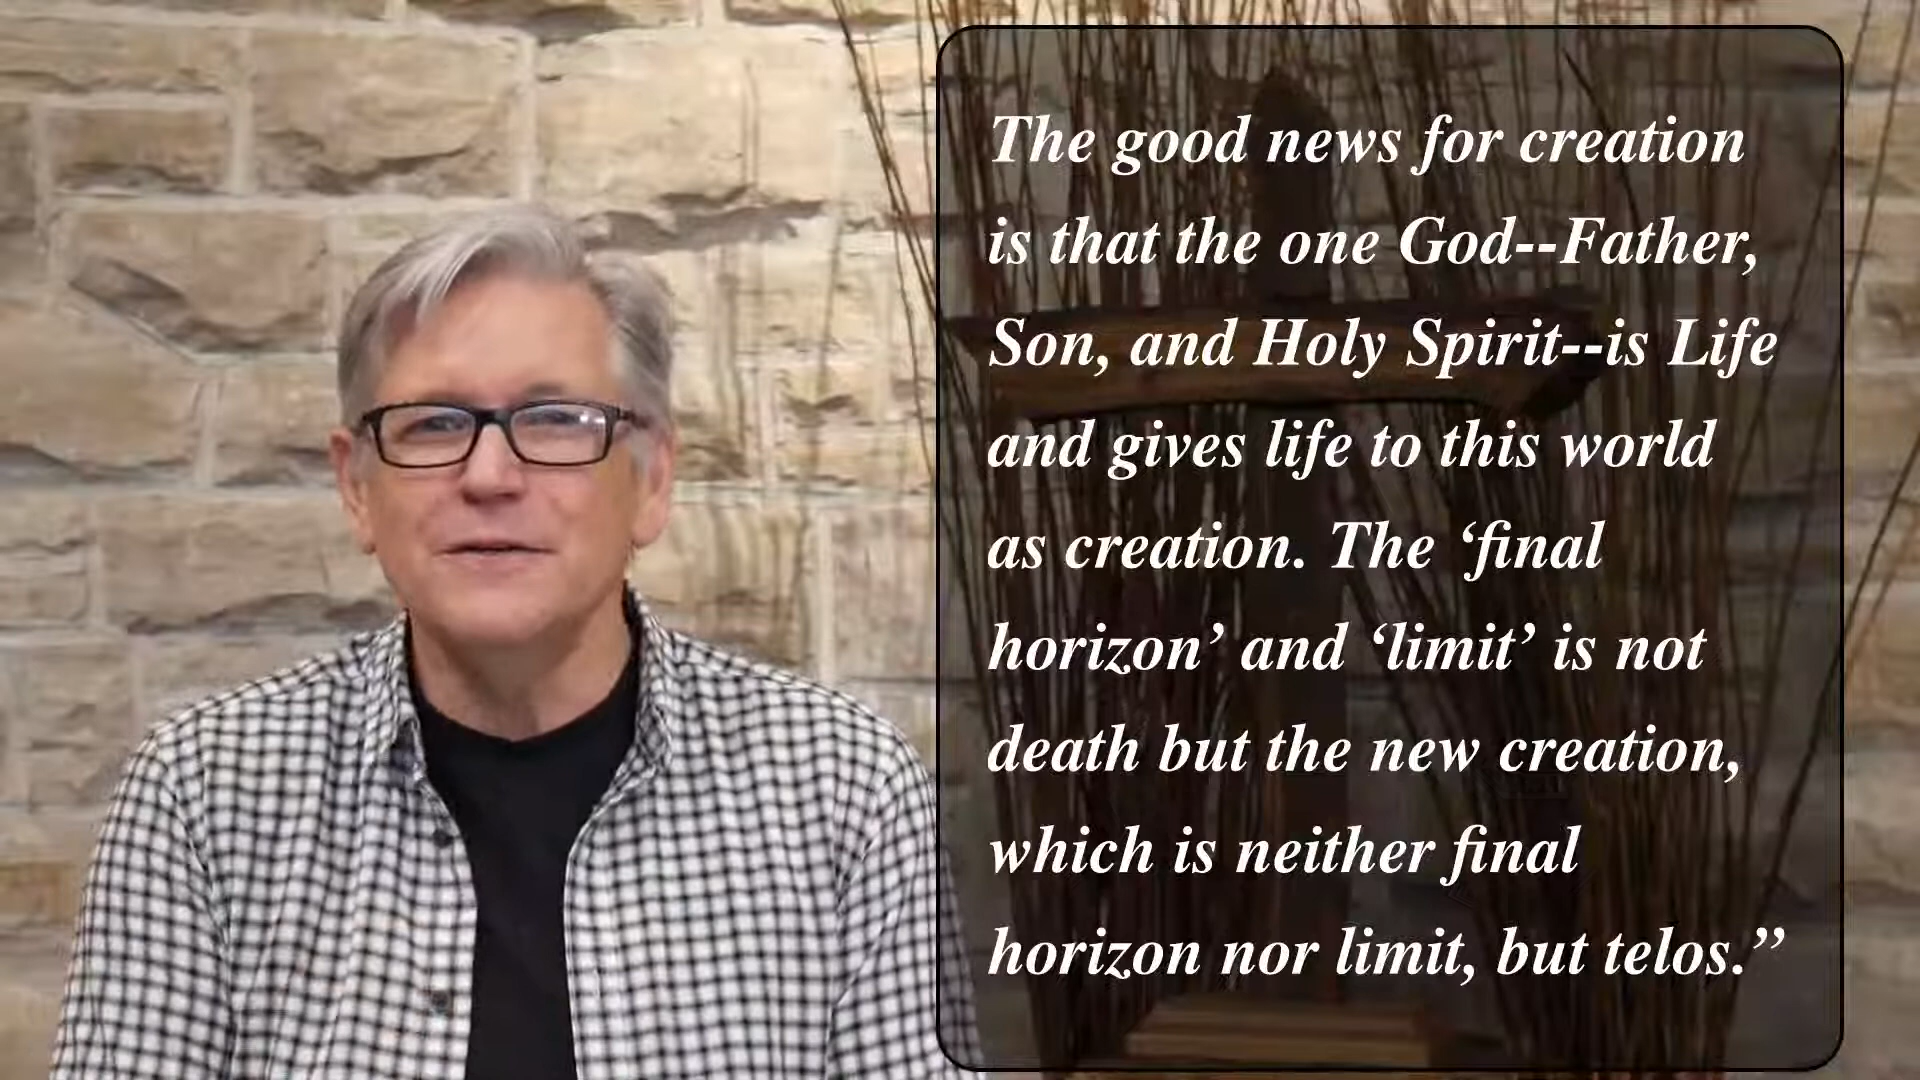 The good news for creation
is that the one God--Father,
Son, and Holy Spirit--is Life
and gives life to this world
as creation. The ‘final
horizon’ and ‘limit’ is not
death but the new creation,
which is neither final
horizon nor limit, but telos.”